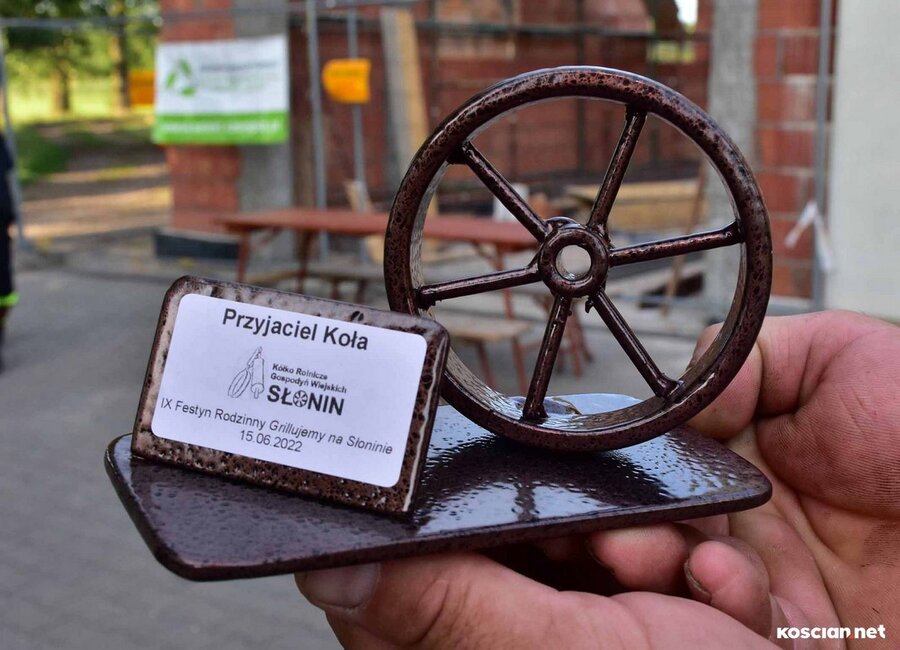 Przyjaciel Koła
Kółko Rolnicze
Gospodyń Wiejskich
SŁONIN
IX Festyn Rodzinny Grillujemy na Słoninie
15.06.2022
KOSCIAN.net